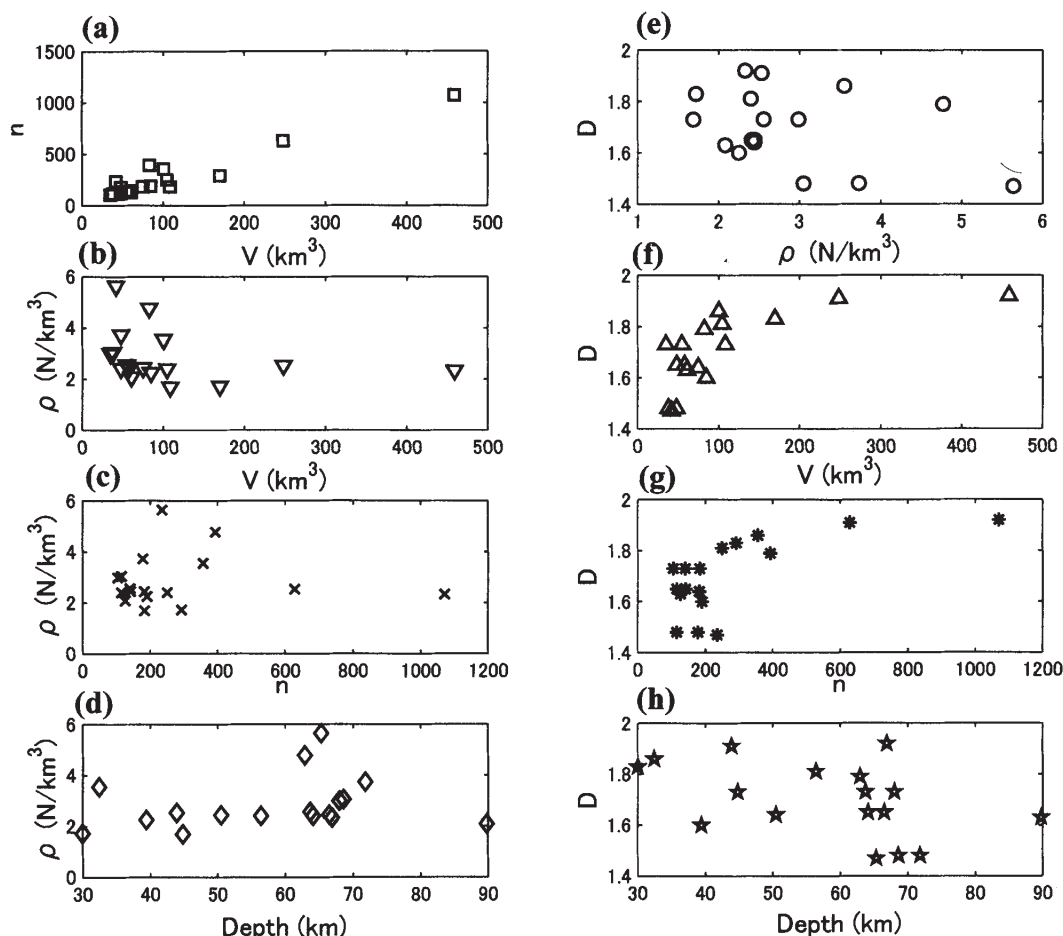 (a)
1500
1000
500
0
n
0 100 200 300 400 500
V (km³)
(b)
6
4
2
0
ρ (N/km³)
0 100 200 300 400 500
V (km³)
(c)
6
4
2
0
ρ (N/km³)
0 200 400 600 800 1000 1200
n
(d)
6
4
2
0
ρ (N/km³)
30 40 50 60 70 80 90
Depth (km)
(e)
2
1.8
1.6
1.4
D
1 2 3 4 5 6
ρ (N/km³)
(f)
2
1.8
1.6
1.4
D
0 100 200 300 400 500
V (km³)
(g)
2
1.8
1.6
1.4
D
0 200 400 600 800 1000 1200
n
(h)
2
1.8
1.6
1.4
D
30 40 50 60 70 80 90
Depth (km)